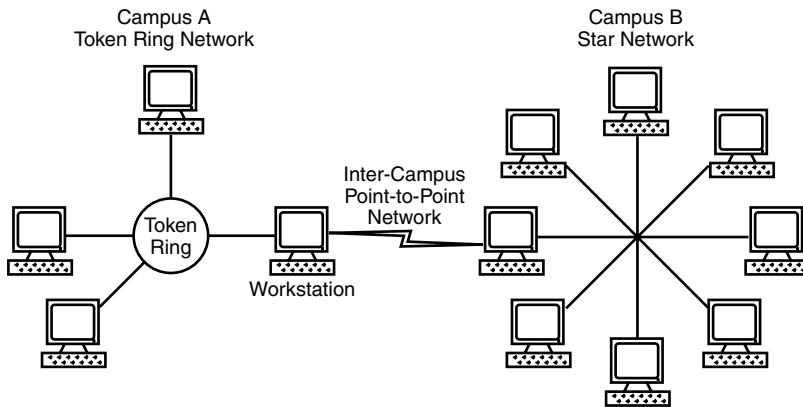 Campus A
Token Ring Network
Campus B
Star Network
Inter-Campus
Point-to-Point
Network
Token
Ring
Workstation